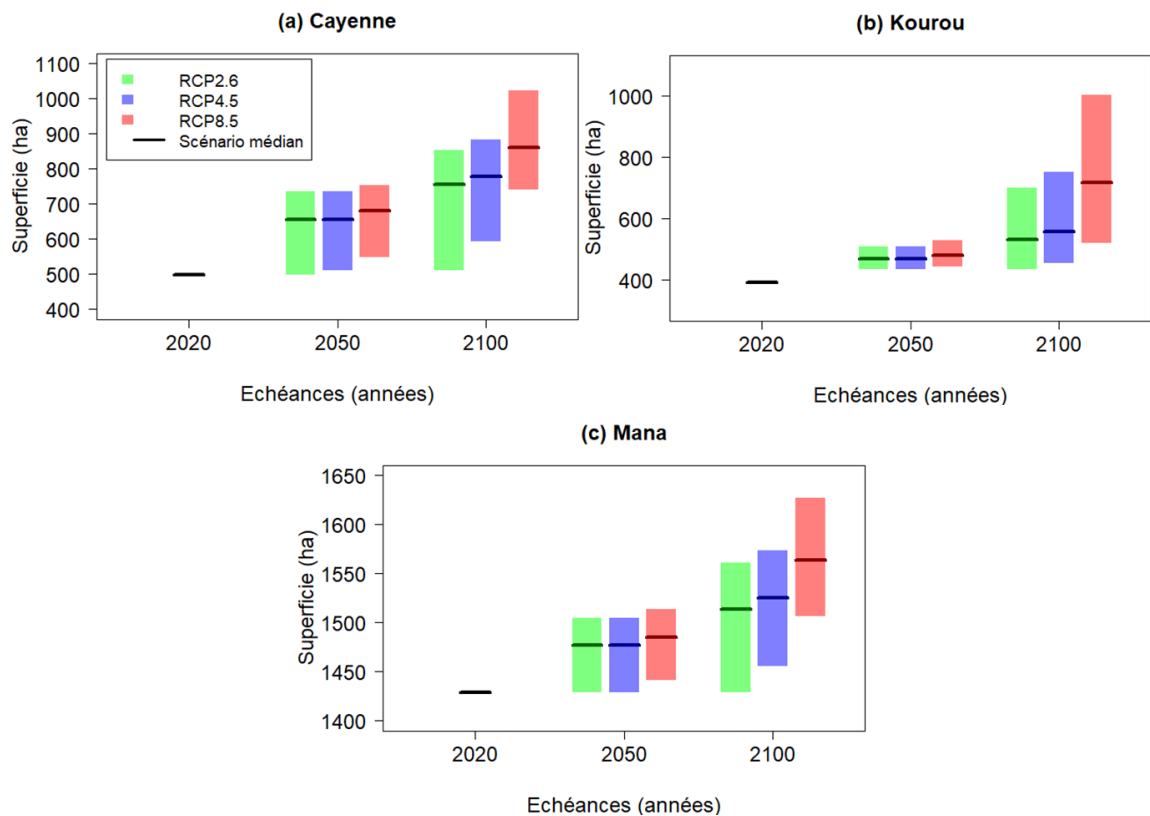 (a) Cayenne
1100
1000
900
800
700
600
500
400
Superficie (ha)
RCP2.6
RCP4.5
RCP8.5
Scénario médian
2020 2050 2100
Echéances (années)
(b) Kourou
1000
800
600
400
Superficie (ha)
2020 2050 2100
Echéances (années)
(c) Mana
1650
1600
1550
1500
1450
1400
Superficie (ha)
2020 2050 2100
Echéances (années)